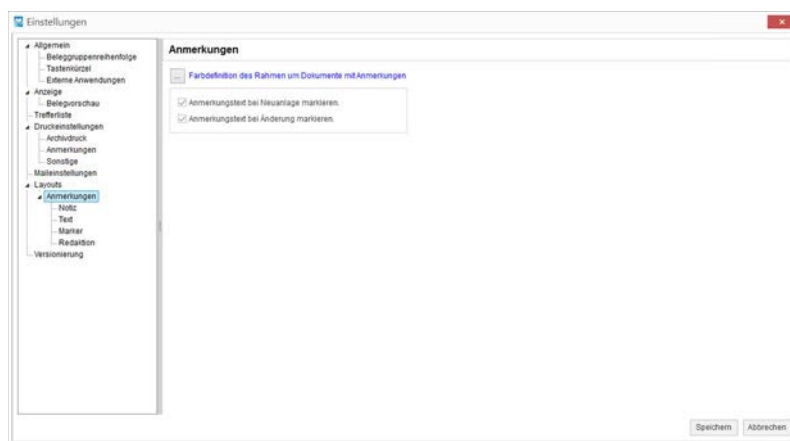 Einstellungen
Allgemein
Beleggruppenreihenfolge
Tastenkürzel
Externe Anwendungen
Anzeige
Belegvorschau
Trefferliste
Druckeinstellungen
Archivdruck
Anmerkungen
Sonstige
Maileinstellungen
Layouts
Anmerkungen
Notiz
Text
Marker
Redaktion
Versionierung
Anmerkungen
... Farbdefinition des Rahmen um Dokumente mit Anmerkungen
Anmerkungstext bei Neuanlage markieren.
Anmerkungstext bei Änderung markieren.
Speichern Abbrechen